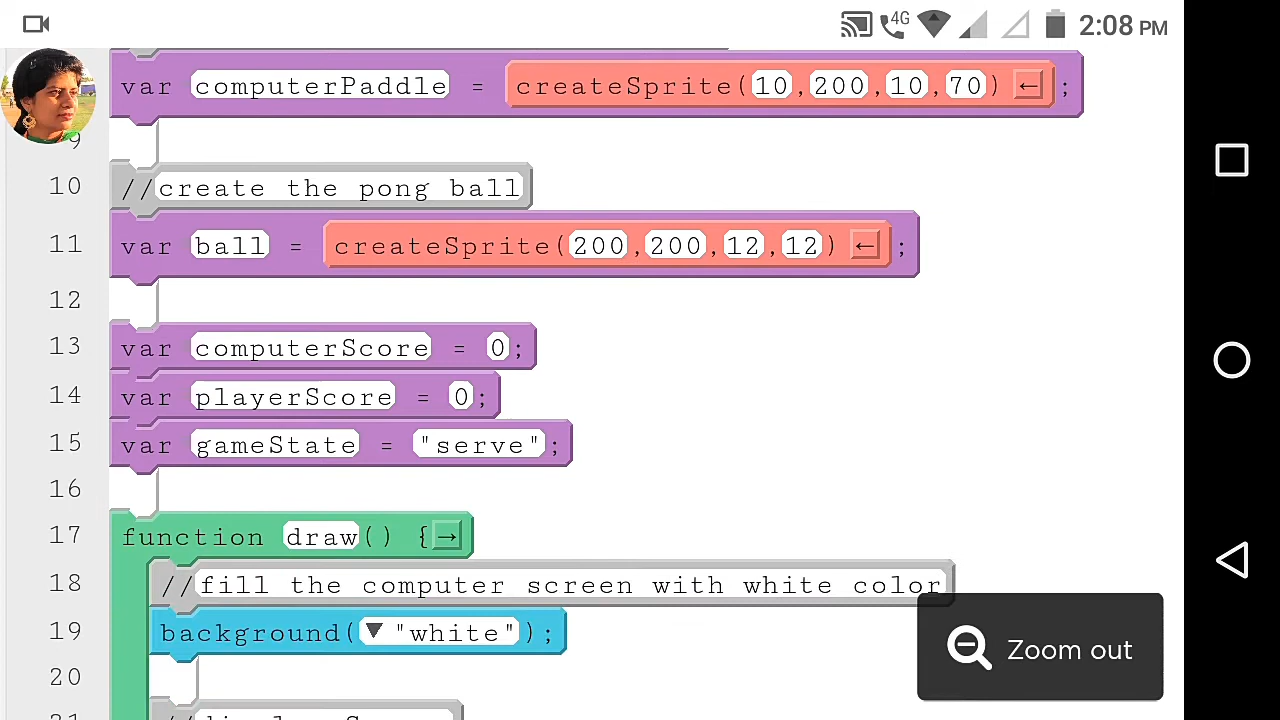 4G 2:08 PM
var computerPaddle = createSprite(10,200,10,70) ← ;
9
10 //create the pong ball
11 var ball = createSprite(200,200,12,12) ← ;
12
13 var computerScore = 0;
14 var playerScore = 0;
15 var gameState = "serve";
16
17 function draw() {→
18 //fill the computer screen with white color
19 background(▼ "white");
Zoom out
20